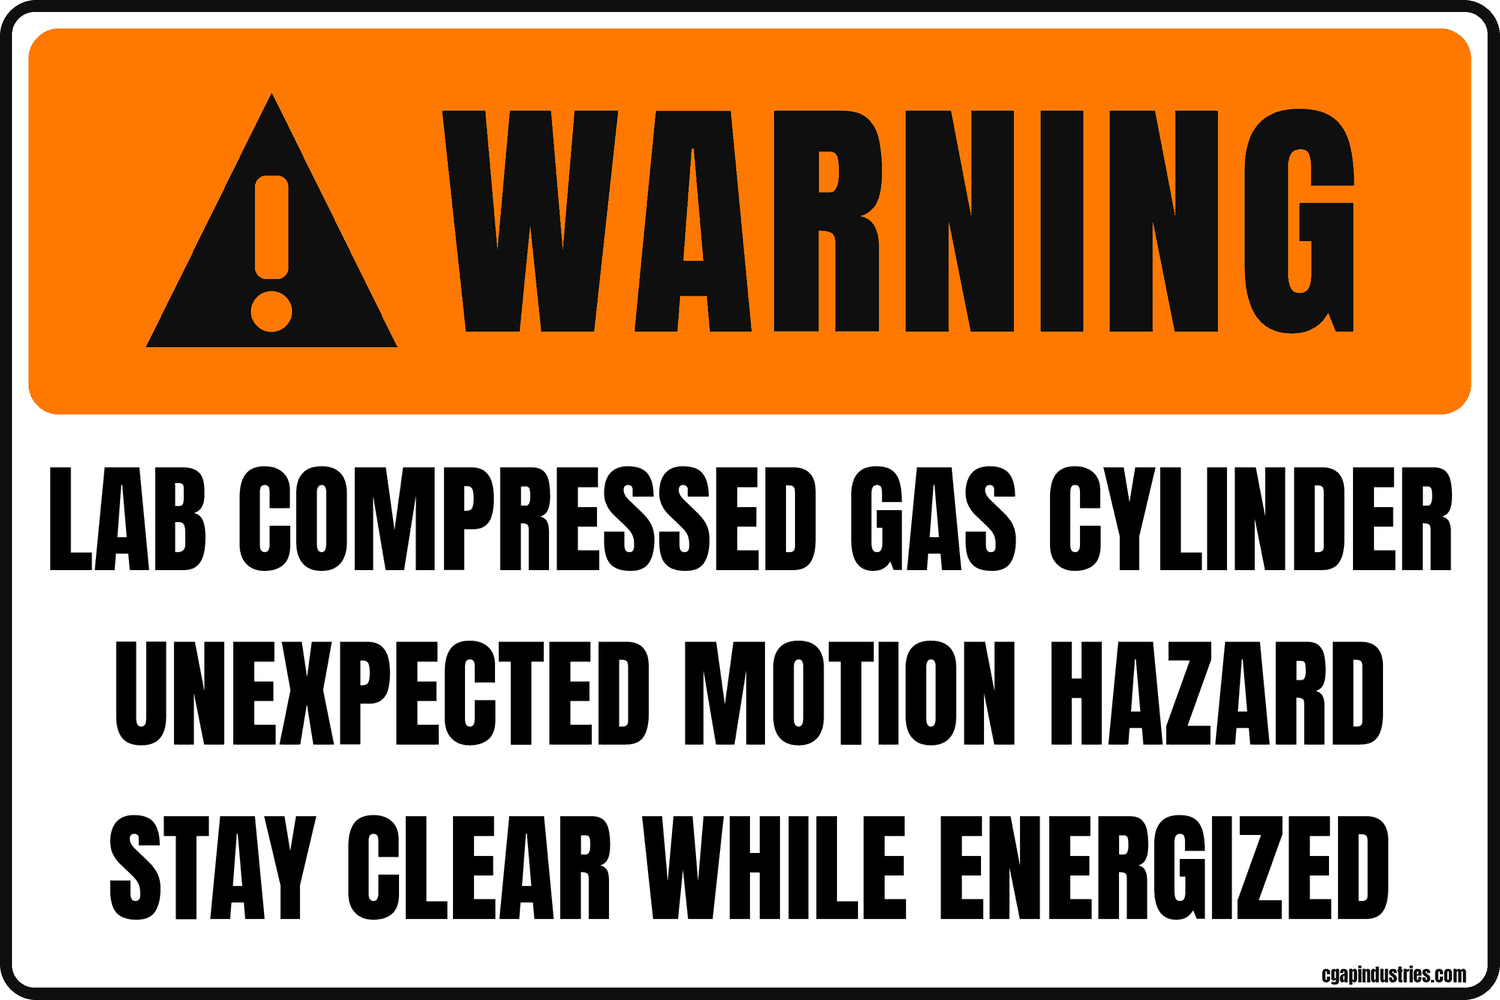 WARNING
LAB COMPRESSED GAS CYLINDER
UNEXPECTED MOTION HAZARD
STAY CLEAR WHILE ENERGIZED
cgapindustries.com